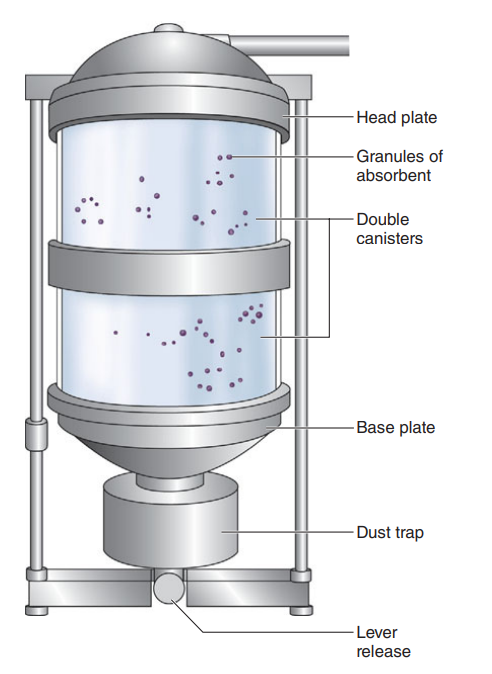 Head plate
Granules of
absorbent
Double
canisters
Base plate
Dust trap
Lever
release